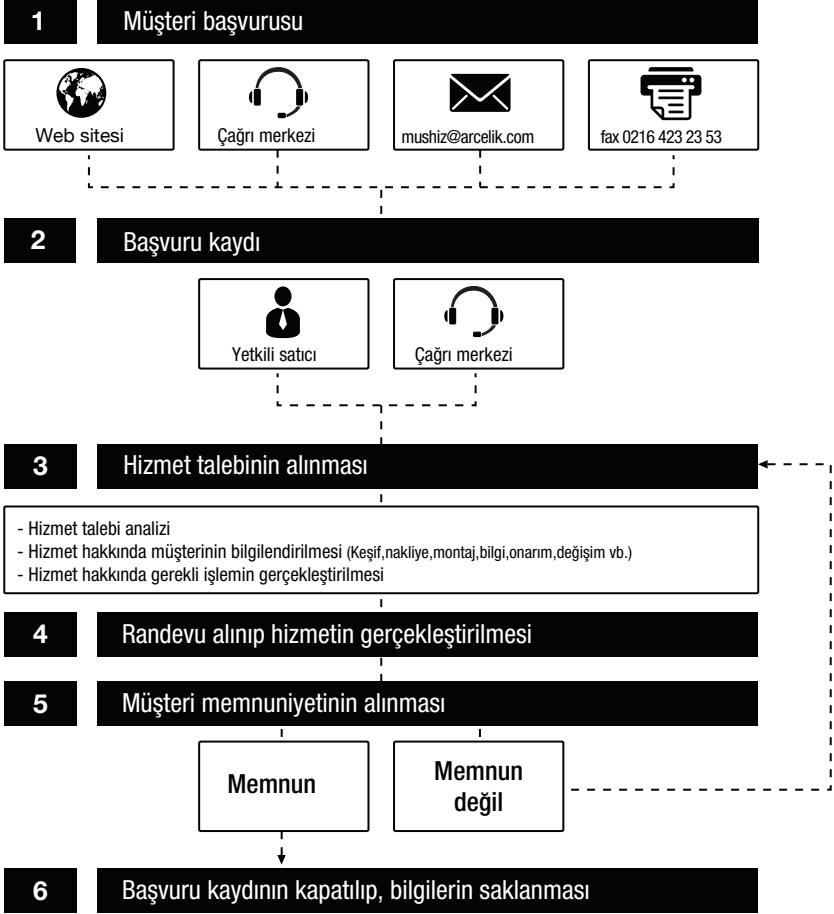 1 Müşteri başvurusu
Web sitesi
Çağrı merkezi
mushiz@arcelik.com
fax 0216 423 23 53
2 Başvuru kaydı
Yetkili satıcı
Çağrı merkezi
3 Hizmet talebinin alınması
- Hizmet talebi analizi
- Hizmet hakkında müşterinin bilgilendirilmesi (Keşif,nakliye,montaj,bilgi,onarım,değişim vb.)
- Hizmet hakkında gerekli işlemin gerçekleştirilmesi
4 Randevu alınıp hizmetin gerçekleştirilmesi
5 Müşteri memnuniyetinin alınması
Memnun
Memnun
değil
6 Başvuru kaydının kapatılıp, bilgilerin saklanması